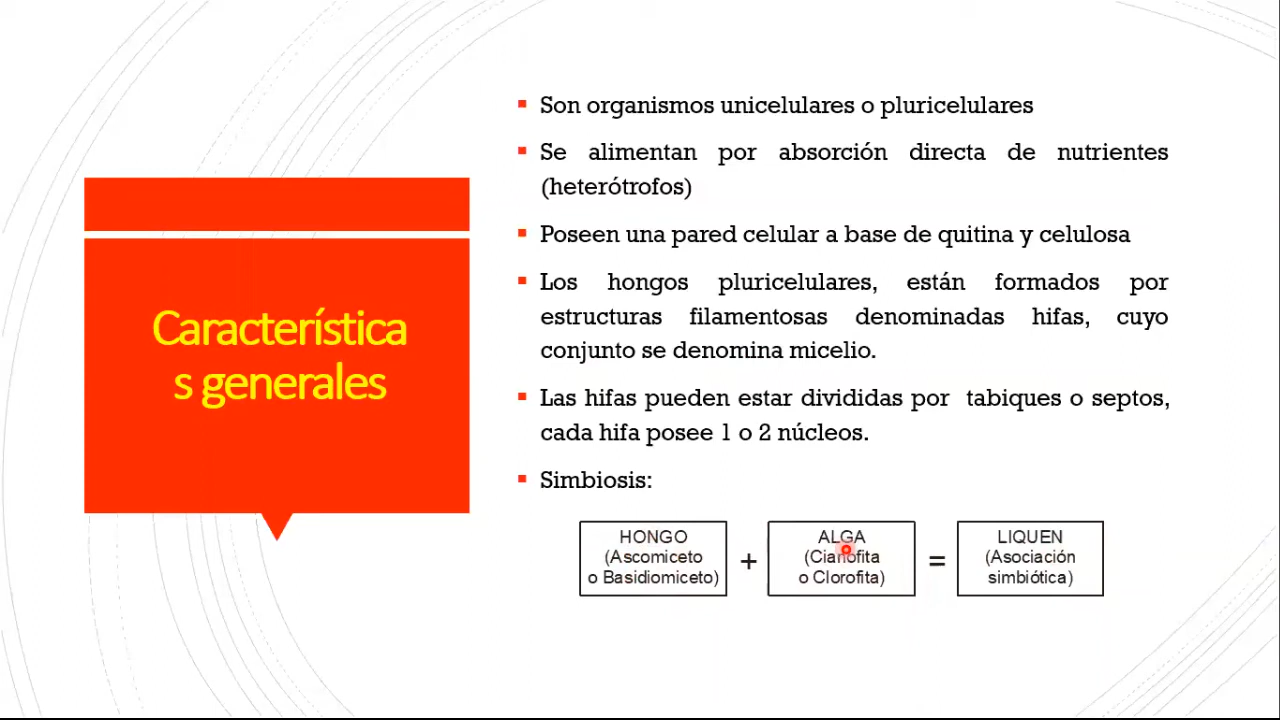 Característica
s generales
Son organismos unicelulares o pluricelulares
Se alimentan por absorción directa de nutrientes
(heterótrofos)
Poseen una pared celular a base de quitina y celulosa
Los hongos pluricelulares, están formados por
estructuras filamentosas denominadas hifas, cuyo
conjunto se denomina micelio.
Las hifas pueden estar divididas por tabiques o septos,
cada hifa posee 1 o 2 núcleos.
Simbiosis:
HONGO
(Ascomiceto
o Basidiomiceto)
+
ALGA
(Cianofita
o Clorofita)
=
LIQUEN
(Asociación
simbiótica)